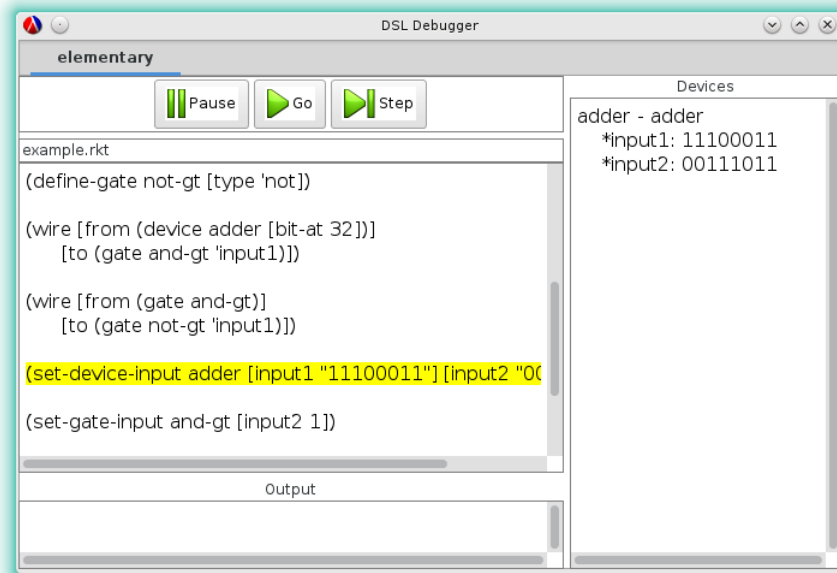 DSL Debugger
elementary
Pause Go Step
example.rkt
(define-gate not-gt [type 'not])
(wire [from (device adder [bit-at 32])]
[to (gate and-gt 'input1)])
(wire [from (gate and-gt)]
[to (gate not-gt 'input1)])
(set-device-input adder [input1 "11100011"] [input2 "00
(set-gate-input and-gt [input2 1])
Output
Devices
adder - adder
*input1: 11100011
*input2: 00111011